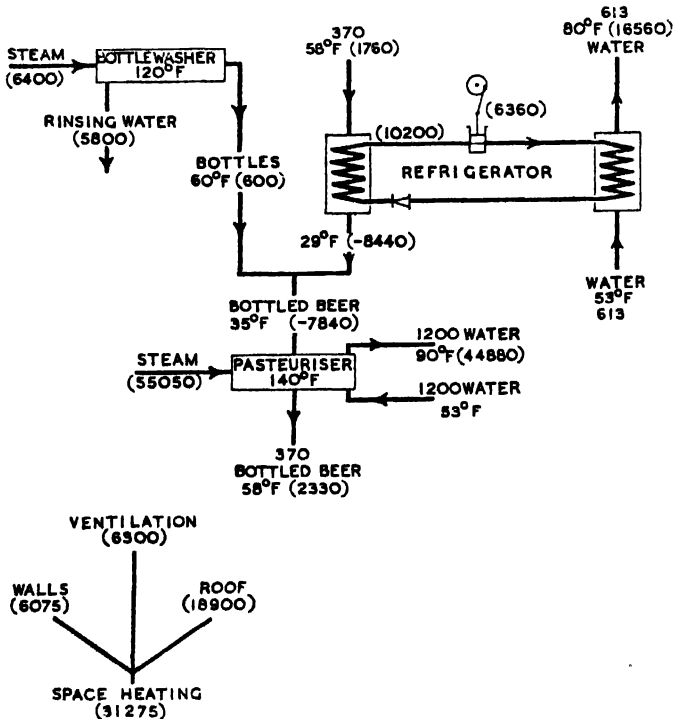 STEAM
(6400)
BOTTLEWASHER
120°F
RINSING WATER
(5800)
BOTTLES
60°F (600)
370
58°F (1760)
(10200)
(6360)
REFRIGERATOR
613
80°F (16560)
WATER
29°F (-8440)
WATER
53°F
613
BOTTLED BEER
35°F (-7840)
STEAM
(55050)
PASTEURISER
140°F
1200 WATER
90°F (44880)
1200 WATER
53°F
370
BOTTLED BEER
58°F (2330)
VENTILATION
(6300)
WALLS
(6075)
ROOF
(18900)
SPACE HEATING
(31275)